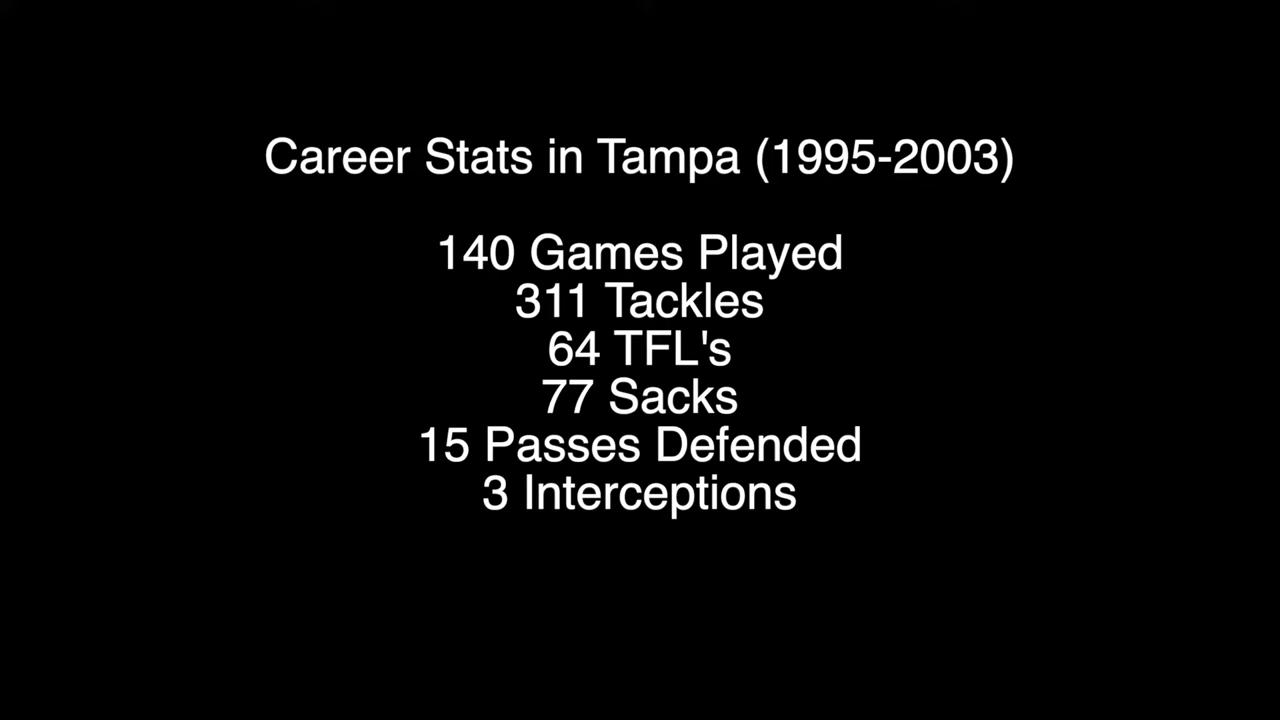 Career Stats in Tampa (1995-2003)
140 Games Played
311 Tackles
64 TFL's
77 Sacks
15 Passes Defended
3 Interceptions